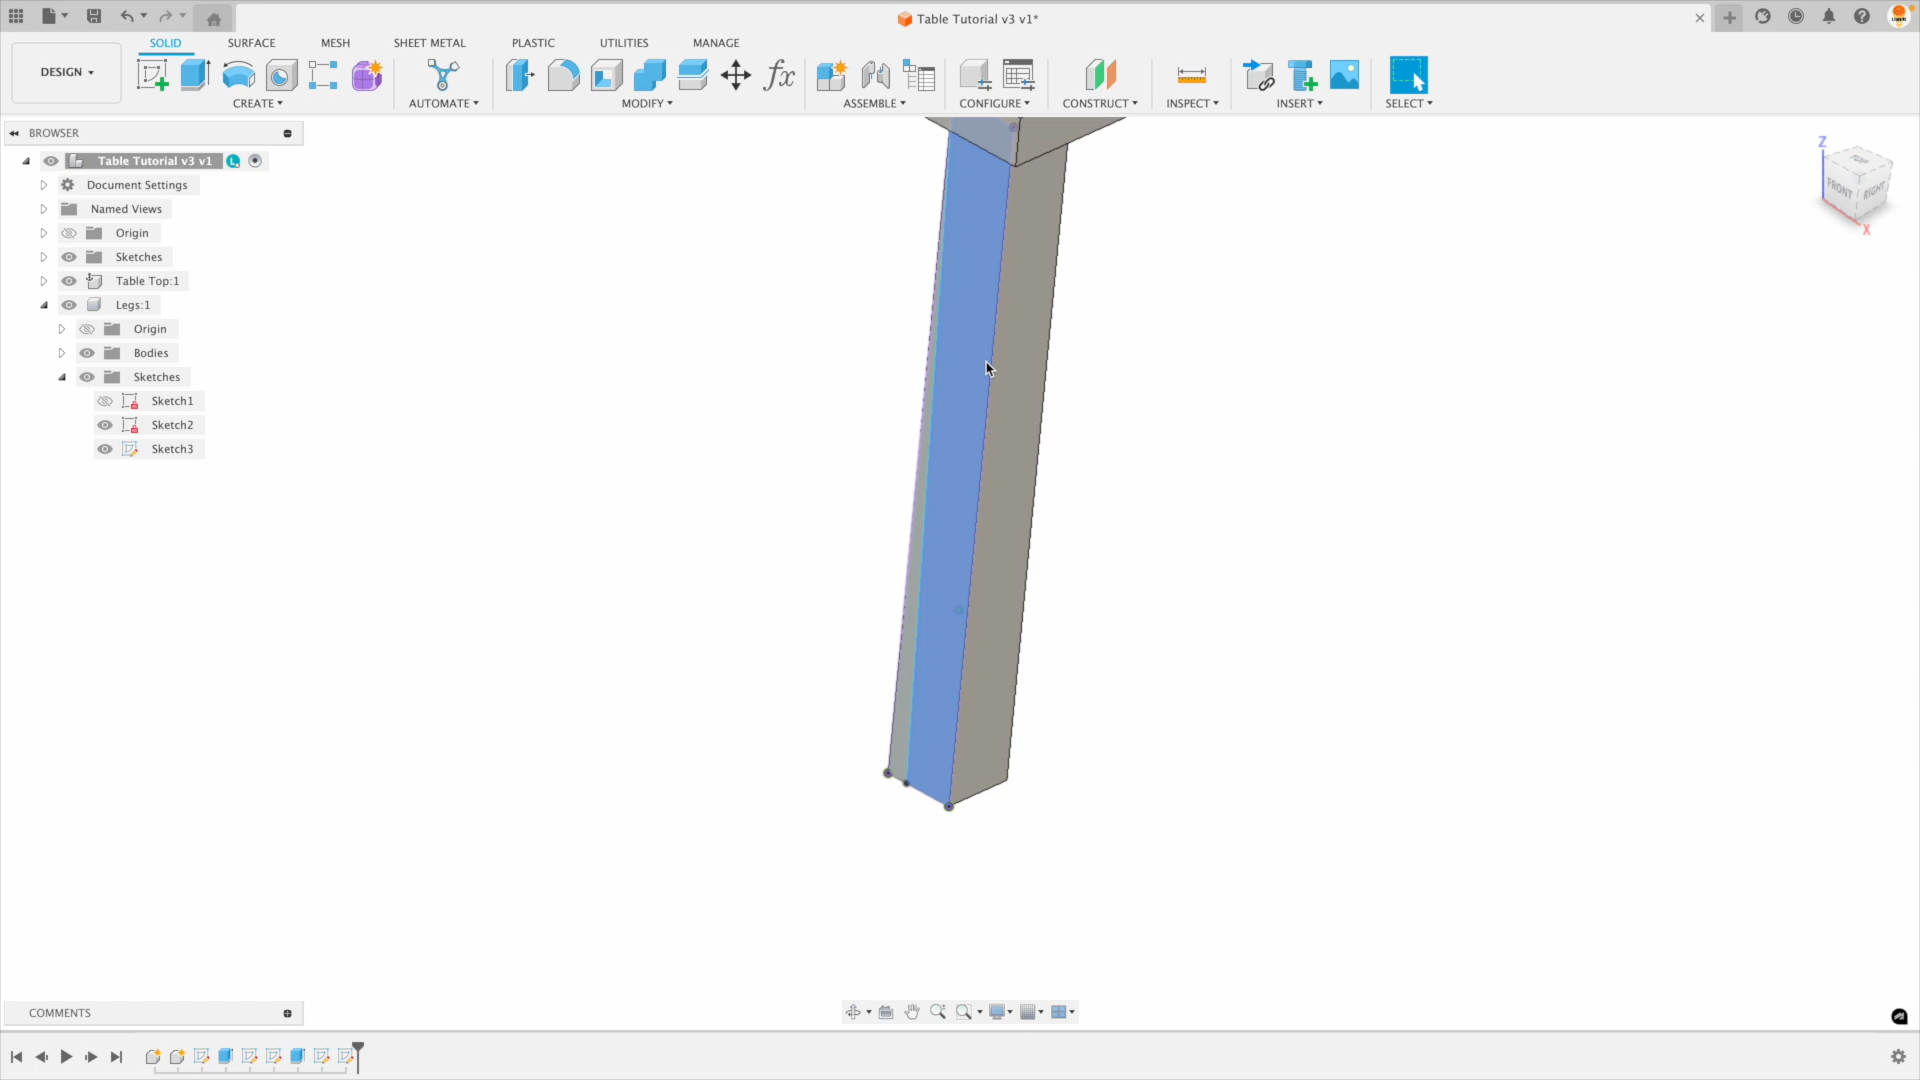 Table Tutorial v3 v1*
DESIGN
SOLID
SURFACE
MESH
SHEET METAL
PLASTIC
UTILITIES
MANAGE
CREATE
AUTOMATE
MODIFY
ASSEMBLE
CONFIGURE
CONSTRUCT
INSPECT
INSERT
SELECT
fx
BROWSER
Table Tutorial v3 v1
Document Settings
Named Views
Origin
Sketches
Table Top:1
Legs:1
Origin
Bodies
Sketches
Sketch1
Sketch2
Sketch3
Z
TOP
FRONT
RIGHT
X
COMMENTS